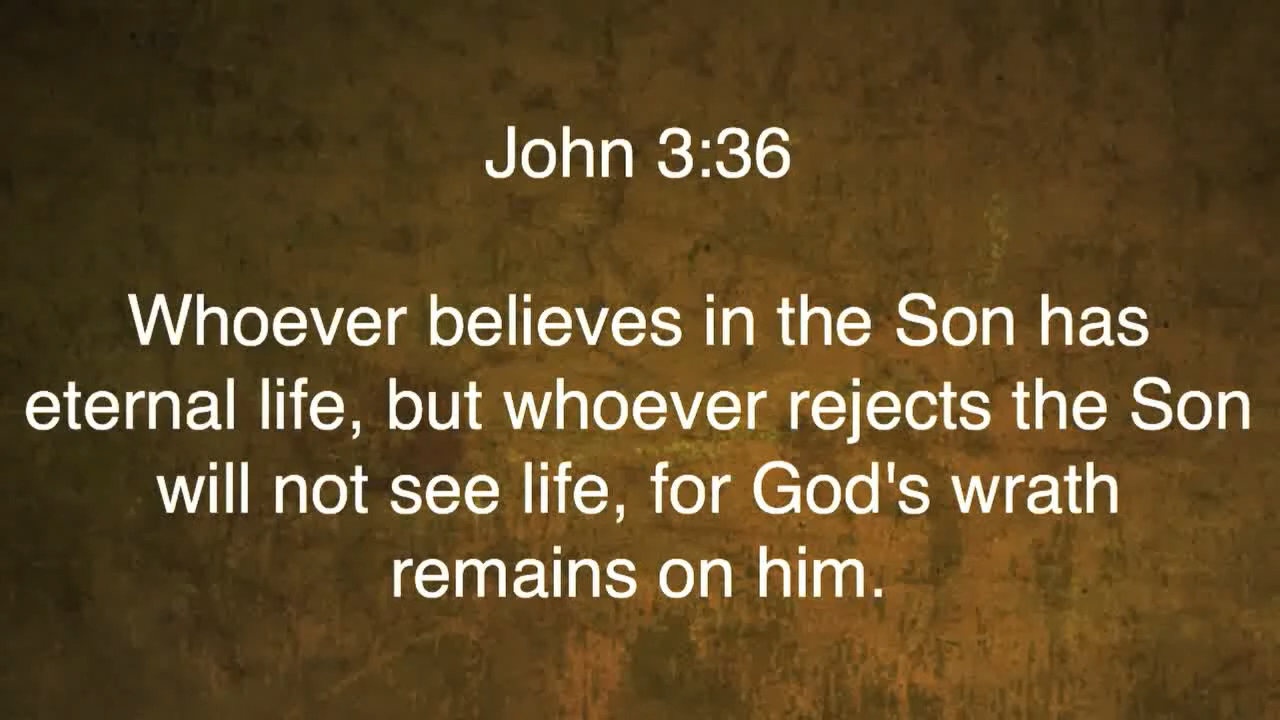 John 3:36
Whoever believes in the Son has
eternal life, but whoever rejects the Son
will not see life, for God's wrath
remains on him.